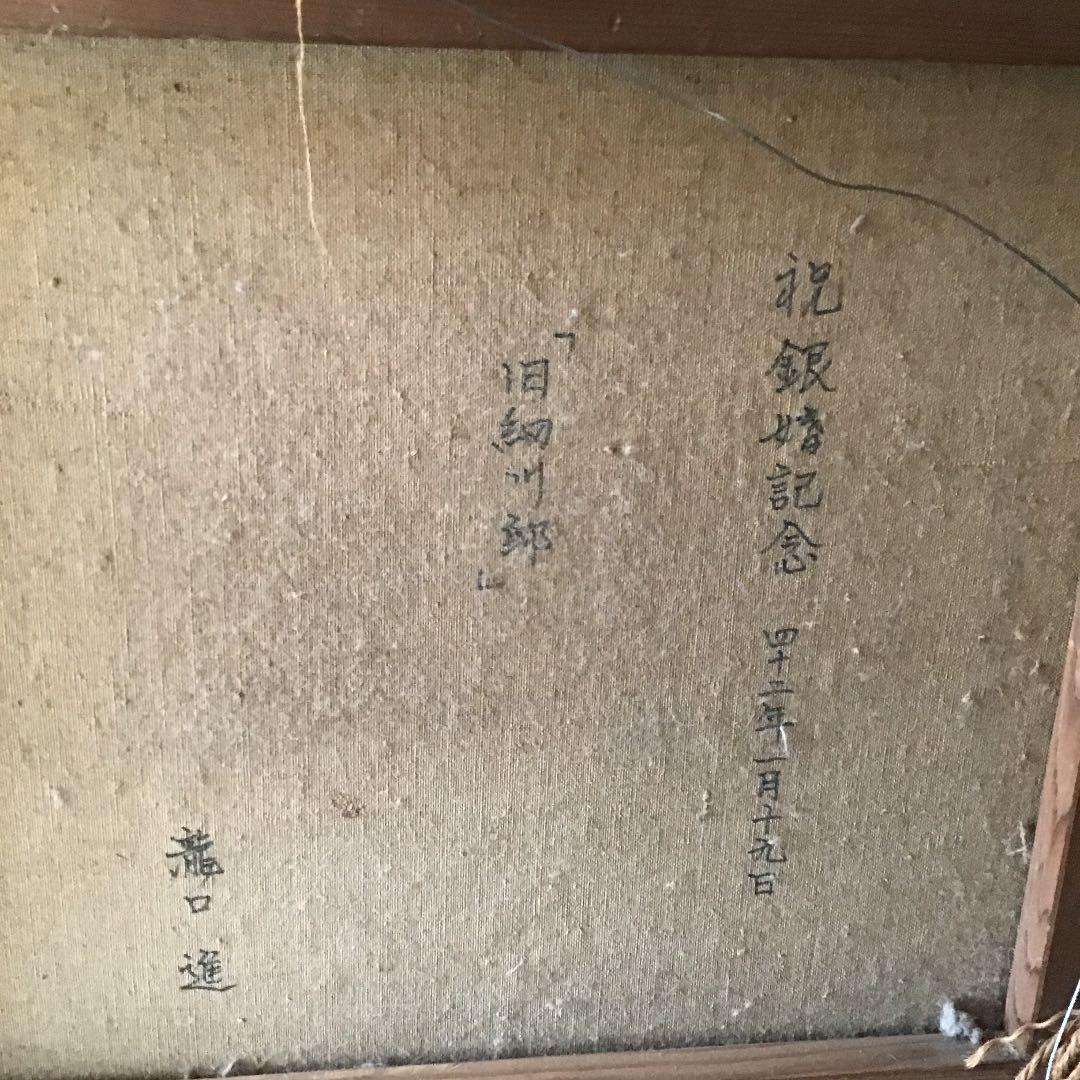 祝銀婚記念 四十二年一月十九日
「旧細川邸」
瀧口 進